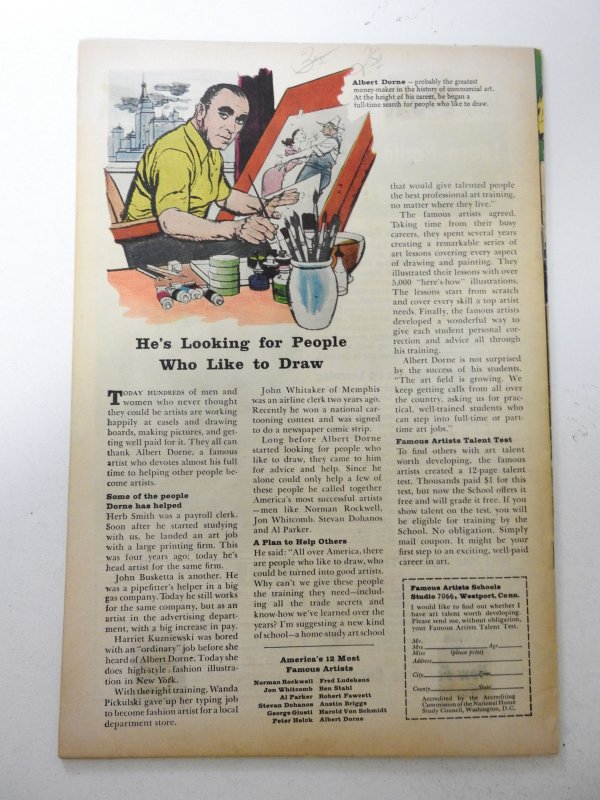 Albert Dorne – probably the greatest
money-maker in the history of commercial art.
At the height of his career, he began a
full-time search for people who like to draw.
He's Looking for People
Who Like to Draw
TODAY HUNDREDS of men and
women who never thought
they could be artists are working
happily at easels and drawing
boards, making pictures, and get-
ting well paid for it. They all can
thank Albert Dorne, a famous
artist who devotes almost his full
time to helping other people be-
come artists.
Some of the people
Dorne has helped
Herb Smith was a payroll clerk.
Soon after he started studying
with us, he landed an art job
with a large printing firm. This
was four years ago; today he's
head artist for the same firm.
John Busketta is another. He
was a pipefitter's helper in a big
gas company. Today he still works
for the same company, but as an
artist in the advertising depart-
ment, with a big increase in pay.
Harriet Kuzniewski was bored
with an "ordinary" job before she
heard of Albert Dorne. Today she
does high-style fashion illustra-
tion in New York.
With the right training, Wanda
Pickulski gave up her typing job
to become fashion artist for a local
department store.
John Whitaker of Memphis
was an airline clerk two years ago.
Recently he won a national car-
tooning contest and was signed
to do a newspaper comic strip.
Long before Albert Dorne
started looking for people who
like to draw, they came to him
for advice and help. Since he
alone could only help a few of
these people he called together
America's most successful artists
—men like Norman Rockwell,
Jon Whitcomb, Stevan Dohanos
and Al Parker.
A Plan to Help Others
He said: "All over America, there
are people who like to draw, who
could be turned into good artists.
Why can't we give these people
the training they need—includ-
ing all the trade secrets and
know-how we've learned over the
years? I'm suggesting a new kind
of school—a home-study art school
America's 12 Most
Famous Artists
Norman Rockwell Fred Ludekens
Jon Whitcomb Ben Stahl
Al Parker Robert Fawcett
Stevan Dohanos Austin Briggs
George Giusti Harold Von Schmidt
Peter Helck Albert Dorne
that would give talented people
the best professional art training,
no matter where they live."
The famous artists agreed.
Taking time from their busy
careers, they spent several years
creating a remarkable series of
art lessons covering every aspect
of drawing and painting. They
illustrated their lessons with over
5,000 "here's-how" illustrations.
The lessons start from scratch
and cover every skill a top artist
needs. Finally, the famous artists
developed a wonderful way to
give each student personal cor-
rection and advice all through
his training.
Albert Dorne is not surprised
by the success of his students.
"The art field is growing. We
keep getting calls from all over
the country, asking us for prac-
tical, well-trained students who
can step into full-time or part-
time art jobs."
Famous Artists Talent Test
To find others with art talent
worth developing, the famous
artists created a 12-page talent
test. Thousands paid $1 for this
test, but now the School offers it
free and will grade it free. If you
show talent on the test, you will
be eligible for training by the
School. No obligation. Simply
mail coupon. It might be your
first step to an exciting, well-paid
career in art.
Famous Artists Schools
Studio 7066, Westport, Conn.
I would like to find out whether I
have art talent worth developing.
Please send me, without obligation,
your Famous Artists Talent Test.
Mr.
Mrs. Age
Miss (please print)
Address
City
County State
Accredited by the Accrediting
Commission of the National Home
Study Council, Washington, D.C.